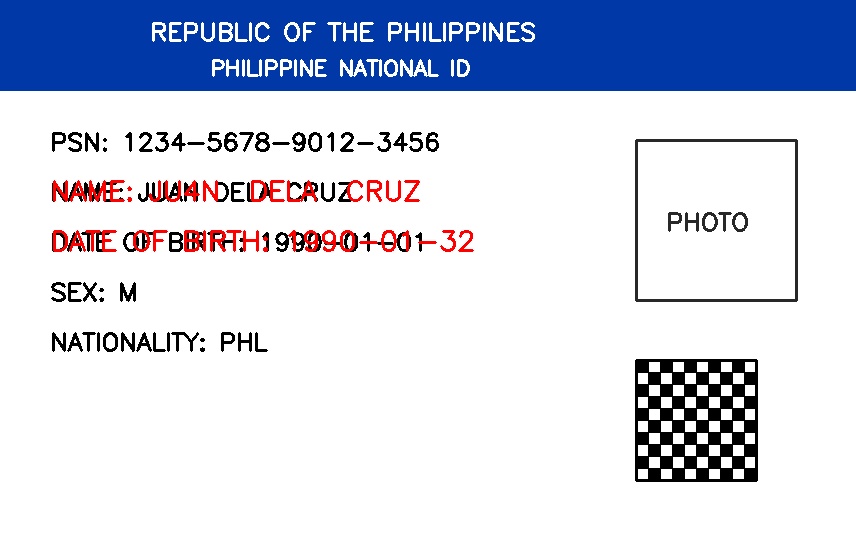 REPUBLIC OF THE PHILIPPINES
PHILIPPINE NATIONAL ID
PSN: 1234-5678-9012-3456
NAME: JUAN DELA CRUZ
NAME: JU4N DELA CRUZ
DATE OF BIRTH: 1990-01-01
DATE OF BIRTH: 1990-01-32
SEX: M
NATIONALITY: PHL
PHOTO